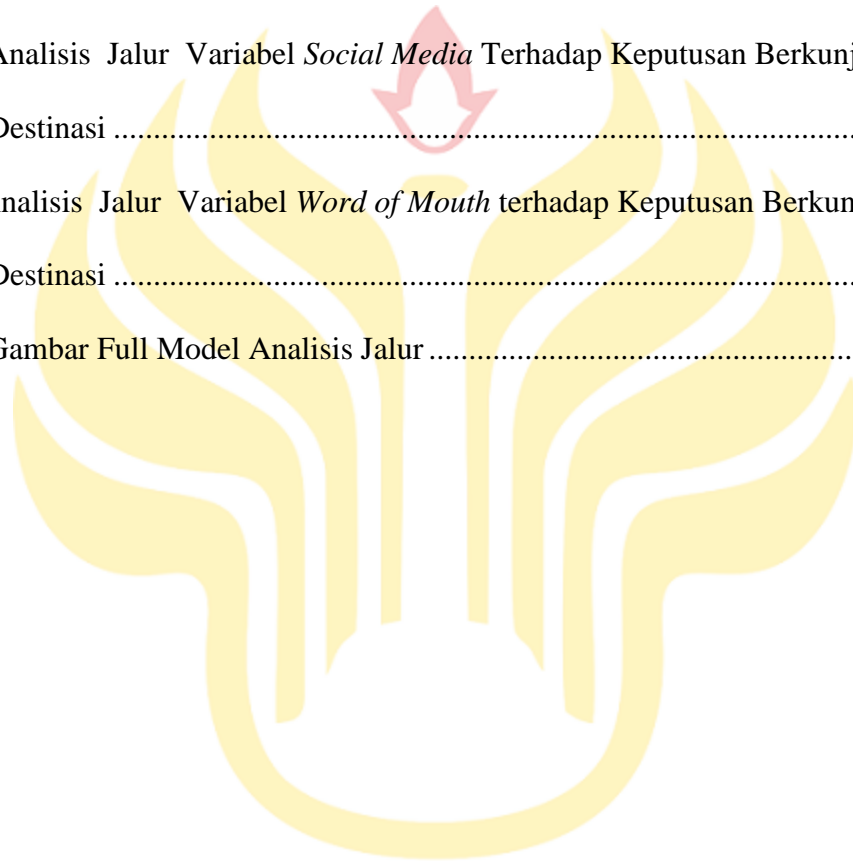 Analisis Jalur Variabel Social Media Terhadap Keputusan Berkunj
Destinasi ....................................................................................................
Analisis Jalur Variabel Word of Mouth terhadap Keputusan Berkun
Destinasi ....................................................................................................
Gambar Full Model Analisis Jalur .........................................................